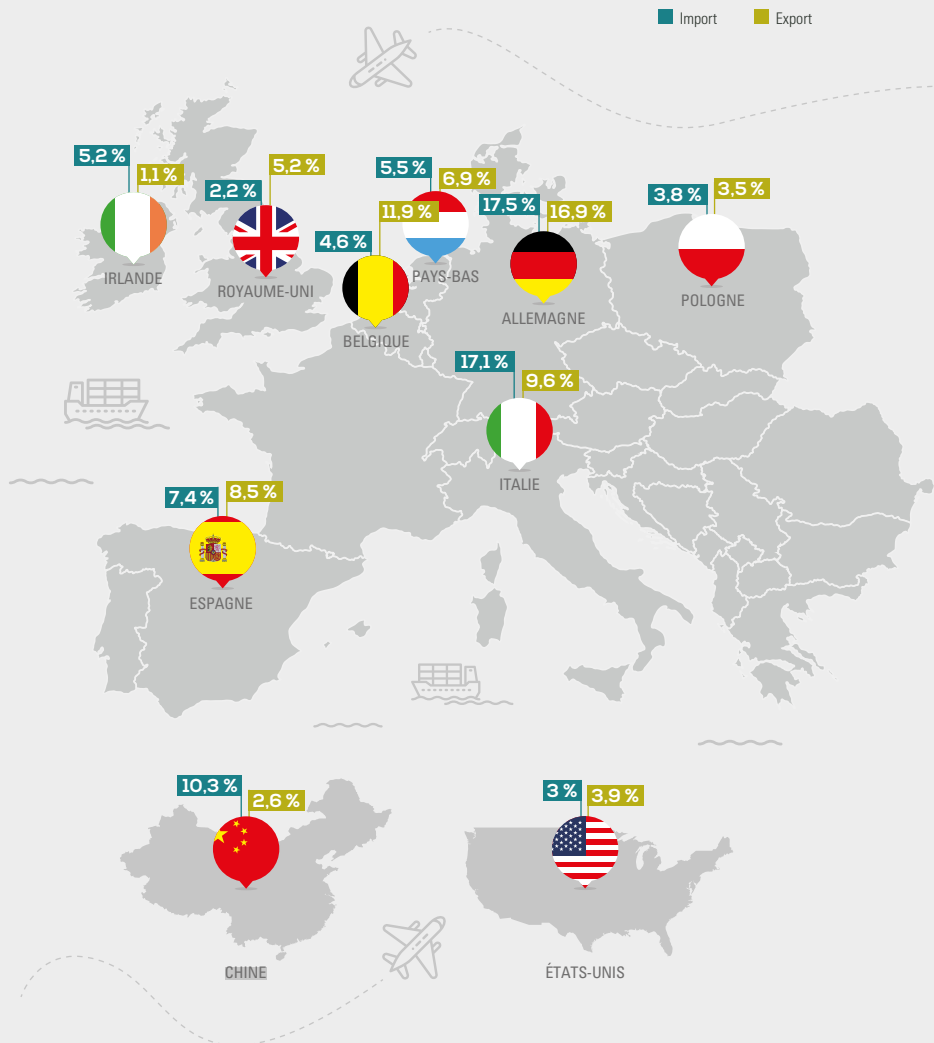 Import
Export
5,2 %
1,1 %
IRLANDE
2,2 %
5,2 %
ROYAUME-UNI
5,5 %
6,9 %
PAYS-BAS
4,6 %
11,9 %
BELGIQUE
17,5 %
16,9 %
ALLEMAGNE
3,8 %
3,5 %
POLOGNE
17,1 %
9,6 %
ITALIE
7,4 %
8,5 %
ESPAGNE
10,3 %
2,6 %
CHINE
3 %
3,9 %
ÉTATS-UNIS